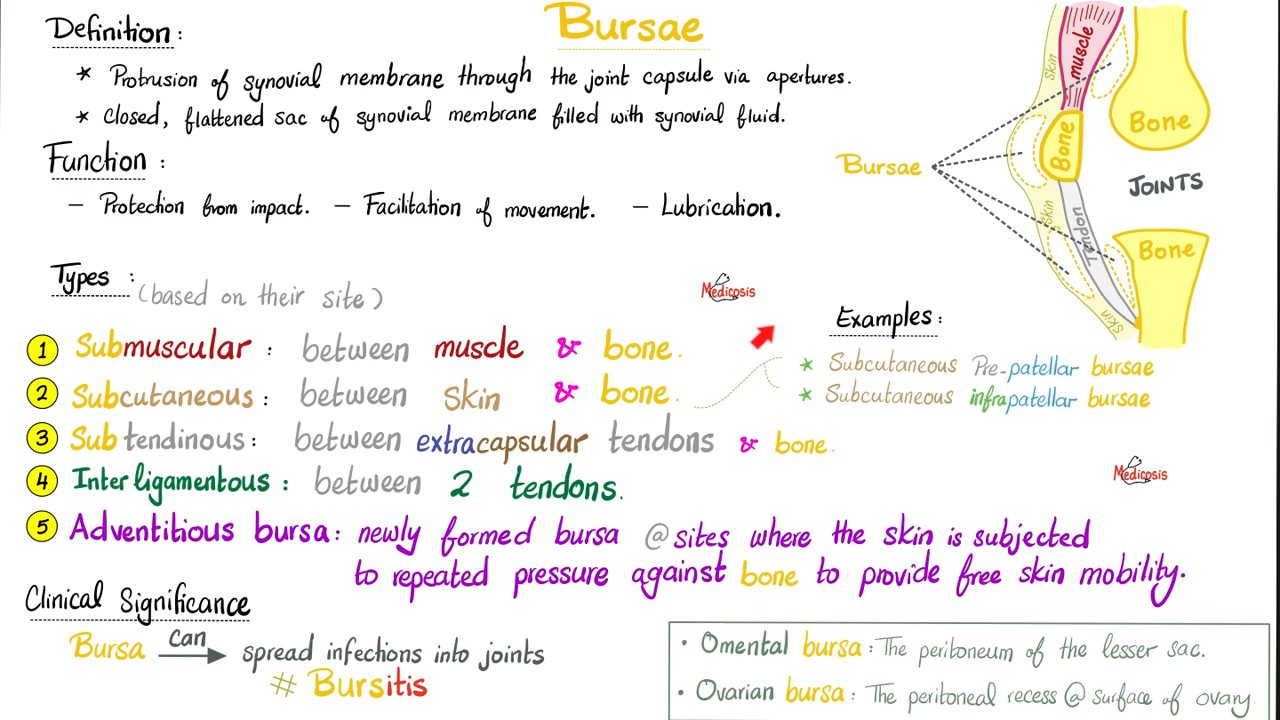 Bursae
Definition:
* Protrusion of synovial membrane through the joint capsule via apertures.
* Closed, flattened sac of synovial membrane filled with synovial fluid.
Function:
- Protection from impact. - Facilitation of movement. - Lubrication.
Types:
(based on their site)
1 Submuscular: between muscle & bone.
2 Subcutaneous: between skin & bone.
3 Subtendinous: between extracapsular tendons & bone.
4 Interligamentous: between 2 tendons.
5 Adventitious bursa: newly formed bursa @ sites where the skin is subjected
to repeated pressure against bone to provide free skin mobility.
Clinical Significance
Bursa can spread infections into joints
# Bursitis
Skin
muscle
Bone
Bone
Bursae
JOINTS
Skin
Tendon
Bone
Skin
Medicosis
Examples:
* Subcutaneous Pre-patellar bursae
* Subcutaneous infrapatellar bursae
Medicosis
• Omental bursa: The peritoneum of the lesser sac.
• Ovarian bursa: The peritoneal recess @ surface of ovary.